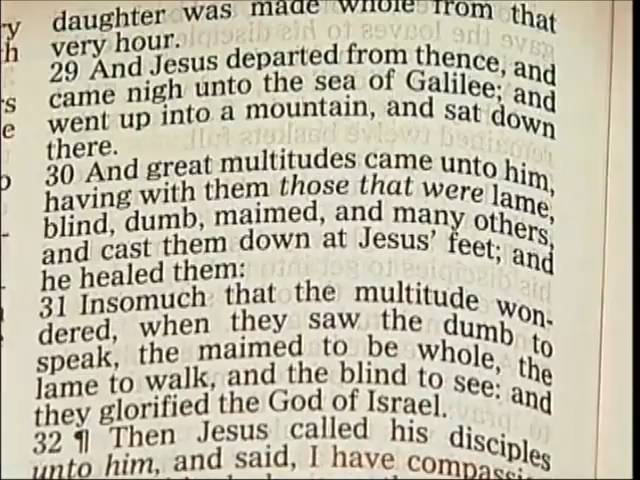 daughter was made whole from that
very hour.
29 And Jesus departed from thence, and
came nigh unto the sea of Galilee; and
went up into a mountain, and sat down
there.
30 And great multitudes came unto him,
having with them those that were lame,
blind, dumb, maimed, and many others,
and cast them down at Jesus' feet; and
he healed them:
31 Insomuch that the multitude won-
dered, when they saw the dumb to
speak, the maimed to be whole, the
lame to walk, and the blind to see: and
they glorified the God of Israel.
32 ¶ Then Jesus called his disciples
unto him, and said, I have compassi